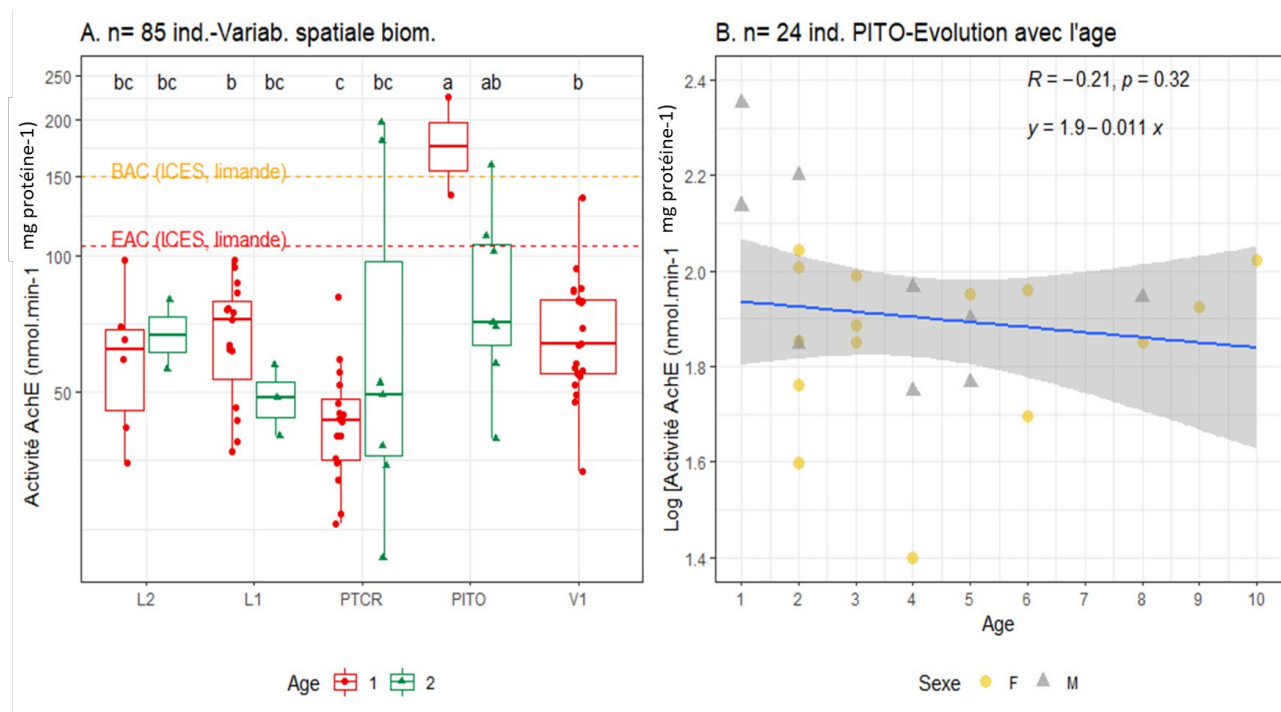 A. n= 85 ind.-Variab. spatiale biom.
Activité AchE (nmol.min-1 mg protéine-1)
250
200
150
100
50
bc bc b bc c bc a ab b
BAC (ICES, limande)
EAC (ICES, limande)
L2 L1 PTCR PITO V1
Age 1 2
B. n= 24 ind. PITO-Evolution avec l'age
Log [Activité AchE (nmol.min-1 mg protéine-1)
2.4
2.2
2.0
1.8
1.6
1.4
R = −0.21, p = 0.32
y = 1.9 − 0.011 x
1 2 3 4 5 6 7 8 9 10
Age
Sexe F M